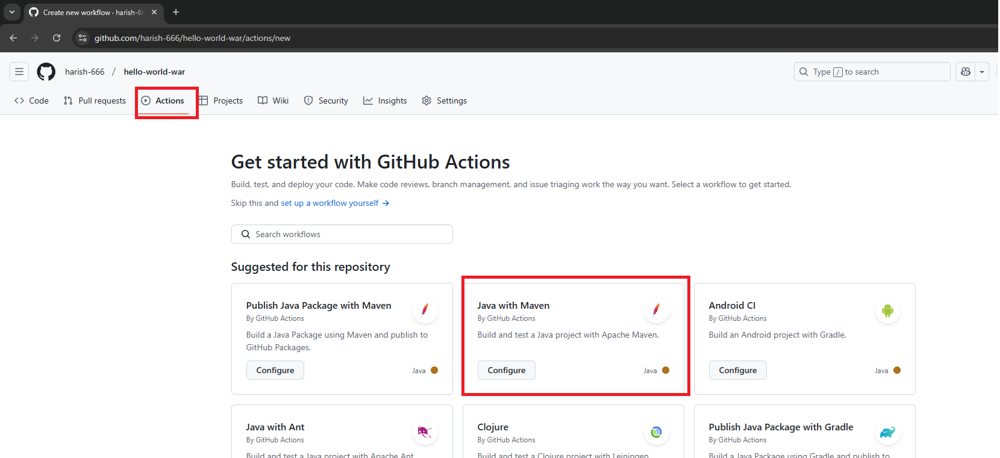 Create new workflow · harish-66
github.com/harish-666/hello-world-war/actions/new
harish-666 / hello-world-war
Type / to search
Code Pull requests Actions Projects Wiki Security Insights Settings
Get started with GitHub Actions
Build, test, and deploy your code. Make code reviews, branch management, and issue triaging work the way you want. Select a workflow to get started.
Skip this and set up a workflow yourself →
Search workflows
Suggested for this repository
Publish Java Package with Maven
By GitHub Actions
Build a Java Package using Maven and publish to
GitHub Packages.
Configure
Java
Java with Maven
By GitHub Actions
Build and test a Java project with Apache Maven.
Configure
Java
Android CI
By GitHub Actions
Build an Android project with Gradle.
Configure
Java
Java with Ant
By GitHub Actions
Build and test a Java project with Apache Ant.
Clojure
By GitHub Actions
Build and test a Clojure project with Leiningen.
Publish Java Package with Gradle
By GitHub Actions
Build a Java Package using Gradle and publish to